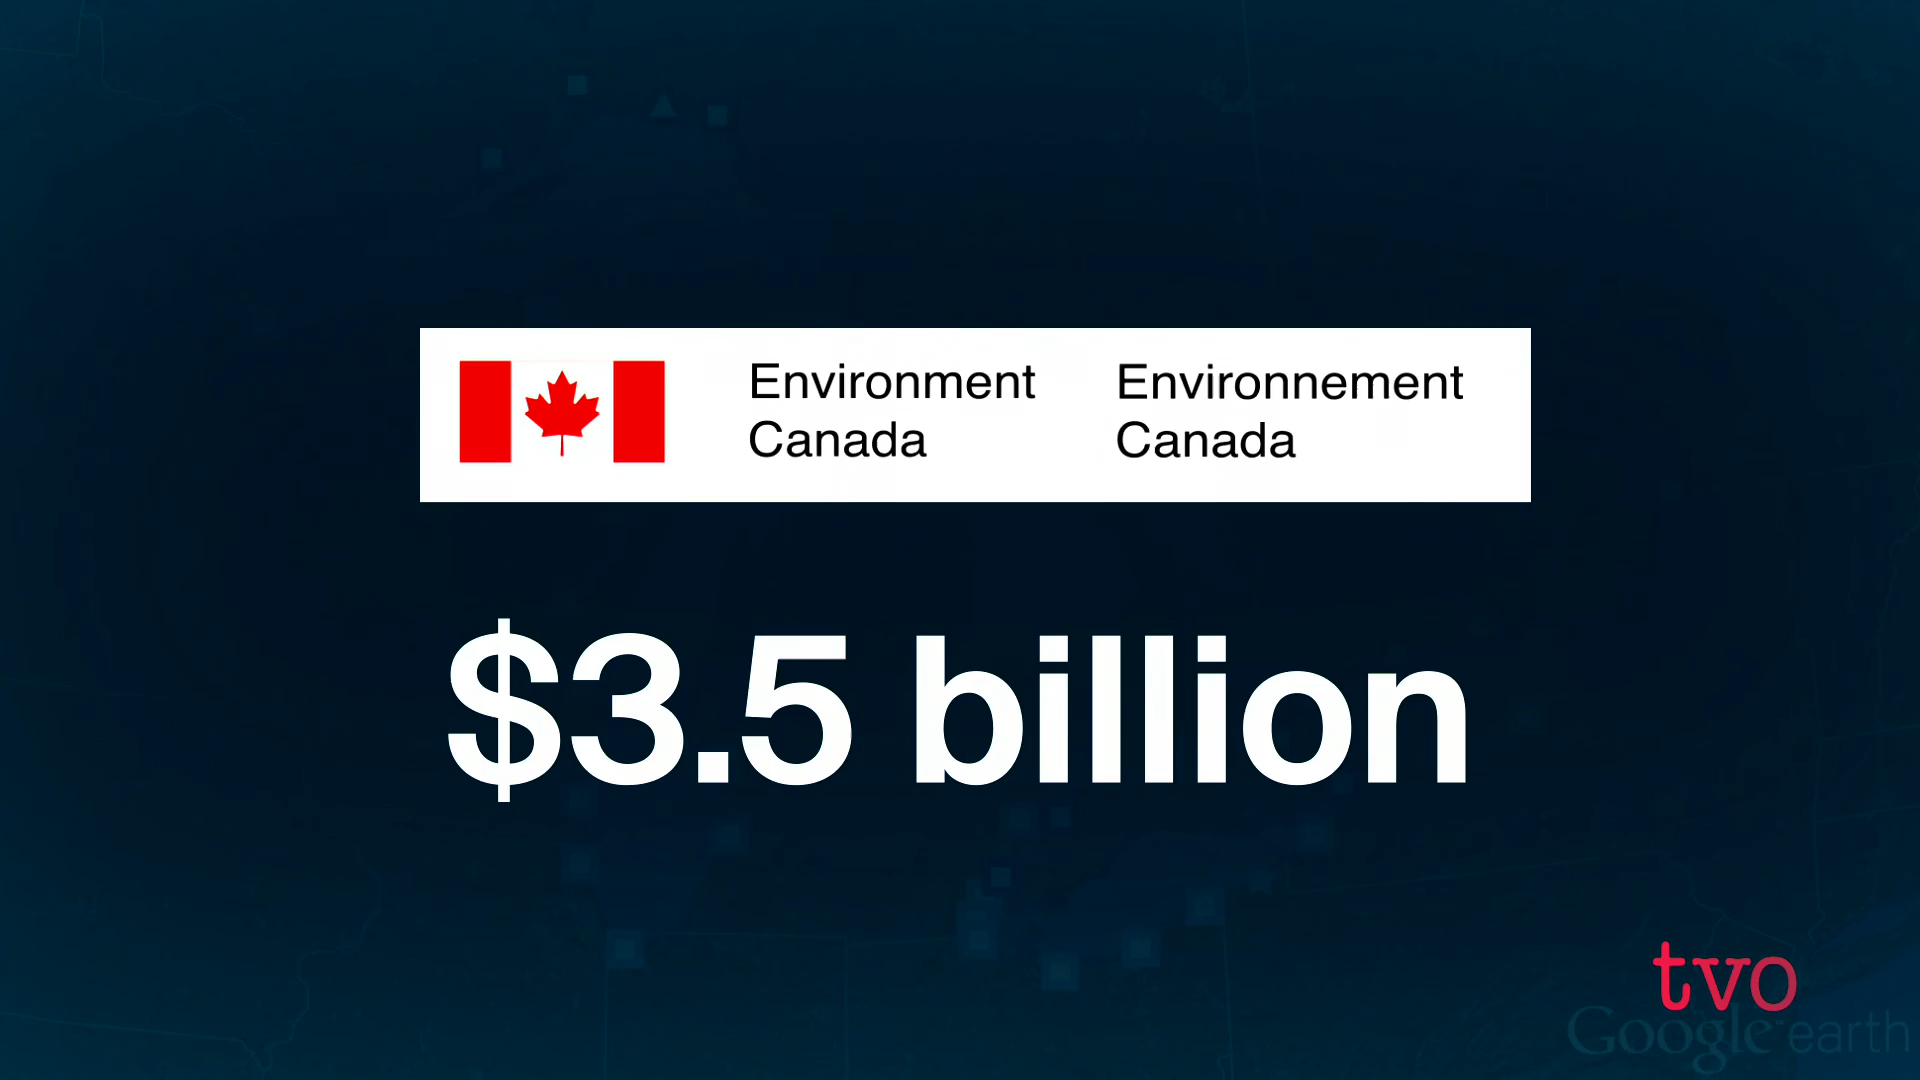 Environment
Canada
Environnement
Canada
$3.5 billion
tvo
Google earth